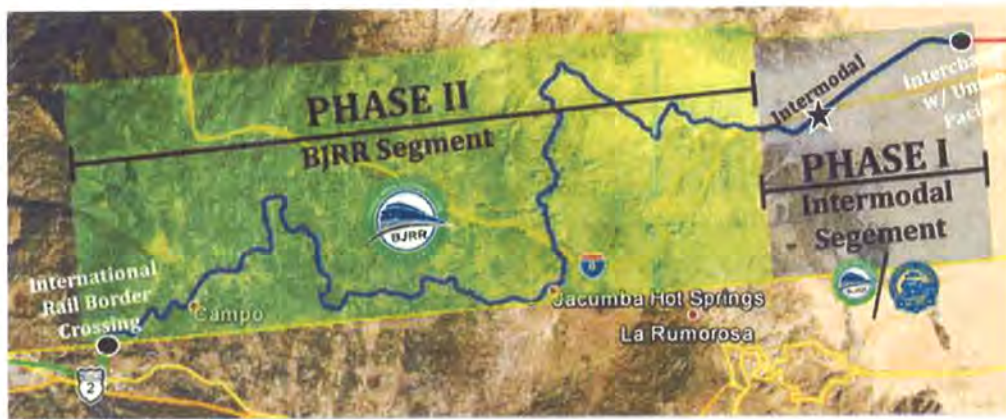 PHASE II
BJRR Segment
BJRR
International
Rail Border
Crossing
Campo
2
8
Jacumba Hot Springs
La Rumorosa
Intermodal
w/
PHASE I
Intermodal
Segement